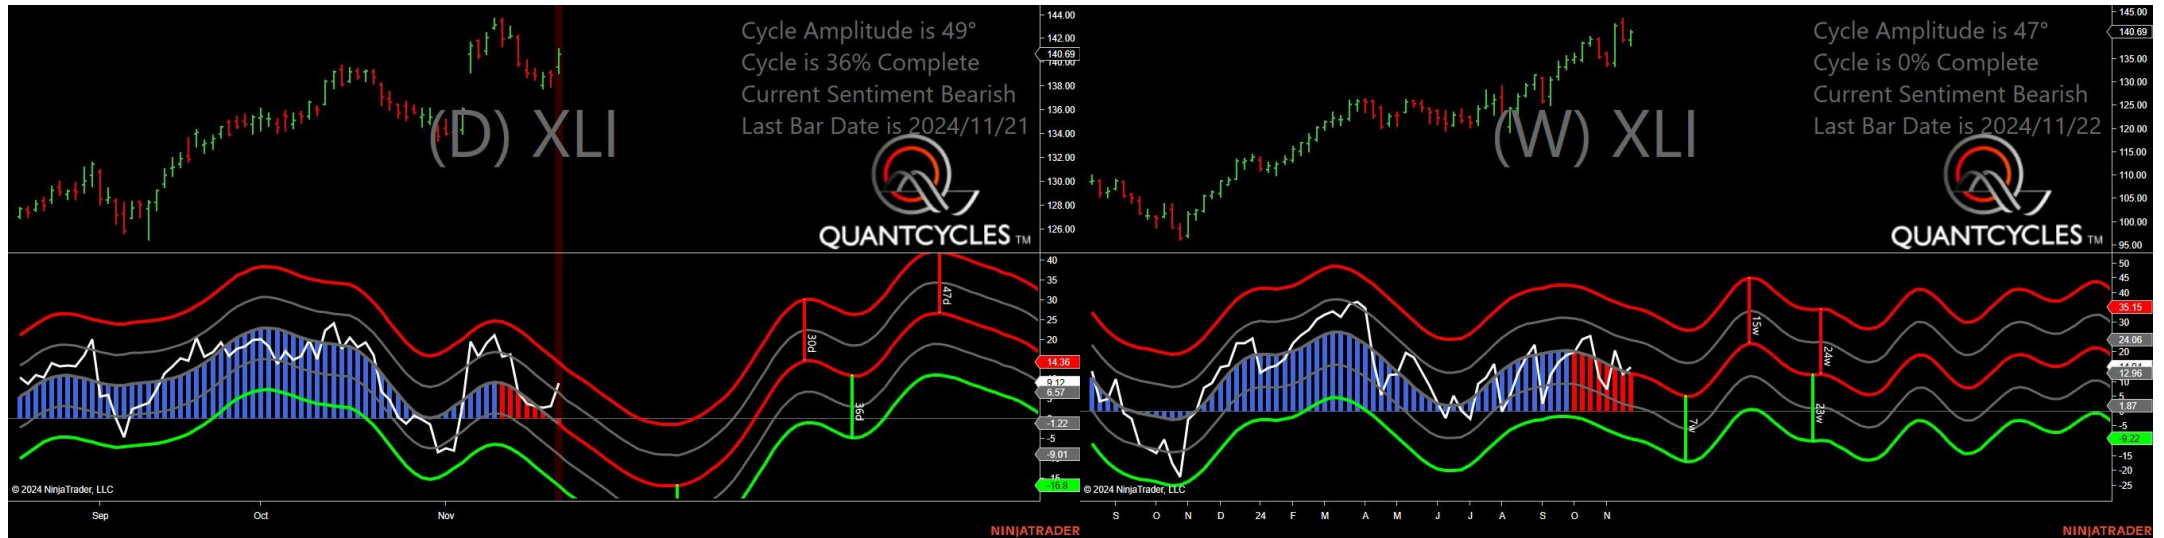 Cycle Amplitude is 49°
Cycle is 36% Complete
Current Sentiment Bearish
Last Bar Date is 2024/11/21
(D) XLI
QUANTCYCLES TM
144.00
142.00
140.69
140.00
138.00
136.00
134.00
132.00
130.00
128.00
126.00
40
35
30
25
20
14.36
9.12
6.57
-1.22
-5
-9.01
-16.8
30d
36d
47d
© 2024 NinjaTrader, LLC
Sep Oct Nov
NINJATRADER
Cycle Amplitude is 47°
Cycle is 0% Complete
Current Sentiment Bearish
Last Bar Date is 2024/11/22
(W) XLI
QUANTCYCLES TM
145.00
140.69
135.00
130.00
125.00
120.00
115.00
110.00
105.00
100.00
95.00
50
45
40
35.15
30
24.06
20
12.96
10
5
1.87
-5
-9.22
-15
-20
-25
7w
15w
23w
24w
© 2024 NinjaTrader, LLC
S O N D 24 F M A M J J A S O N
NINJATRADER